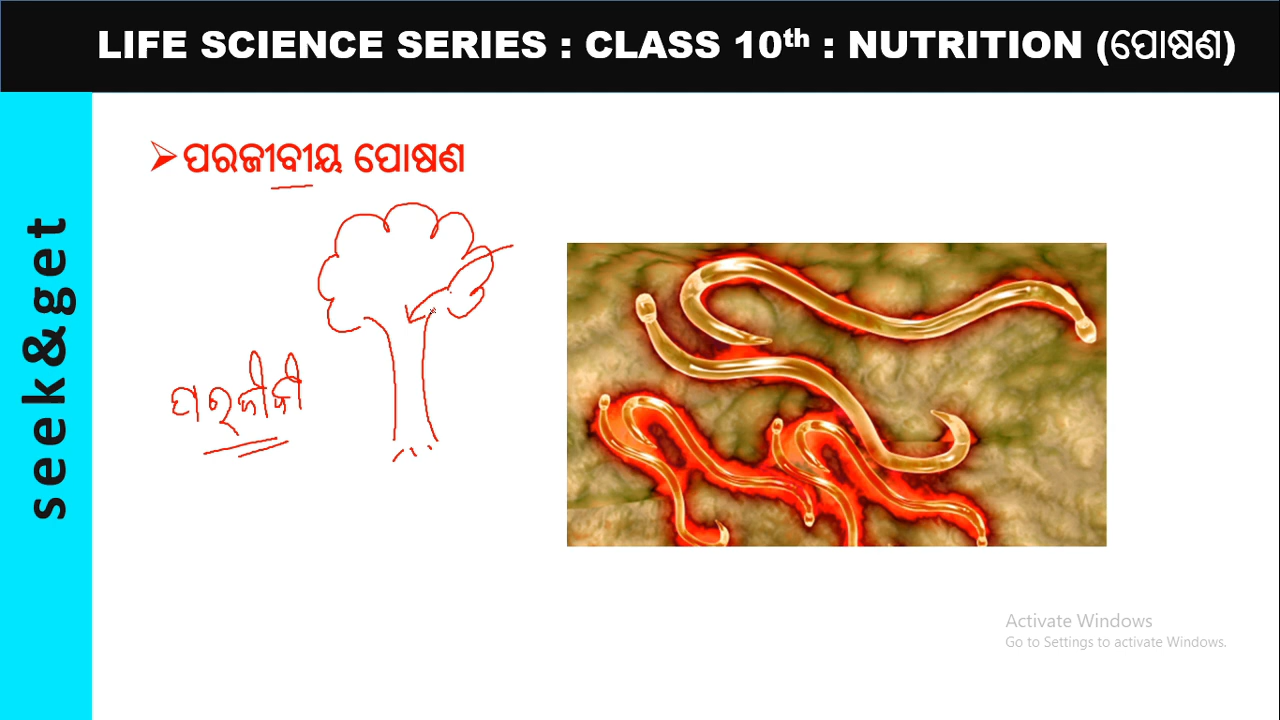 LIFE SCIENCE SERIES : CLASS 10th : NUTRITION (ପୋଷଣ)
➢ ପରଜୀବୀୟ ପୋଷଣ
ପରଜୀବୀ
seek&get
Activate Windows
Go to Settings to activate Windows.